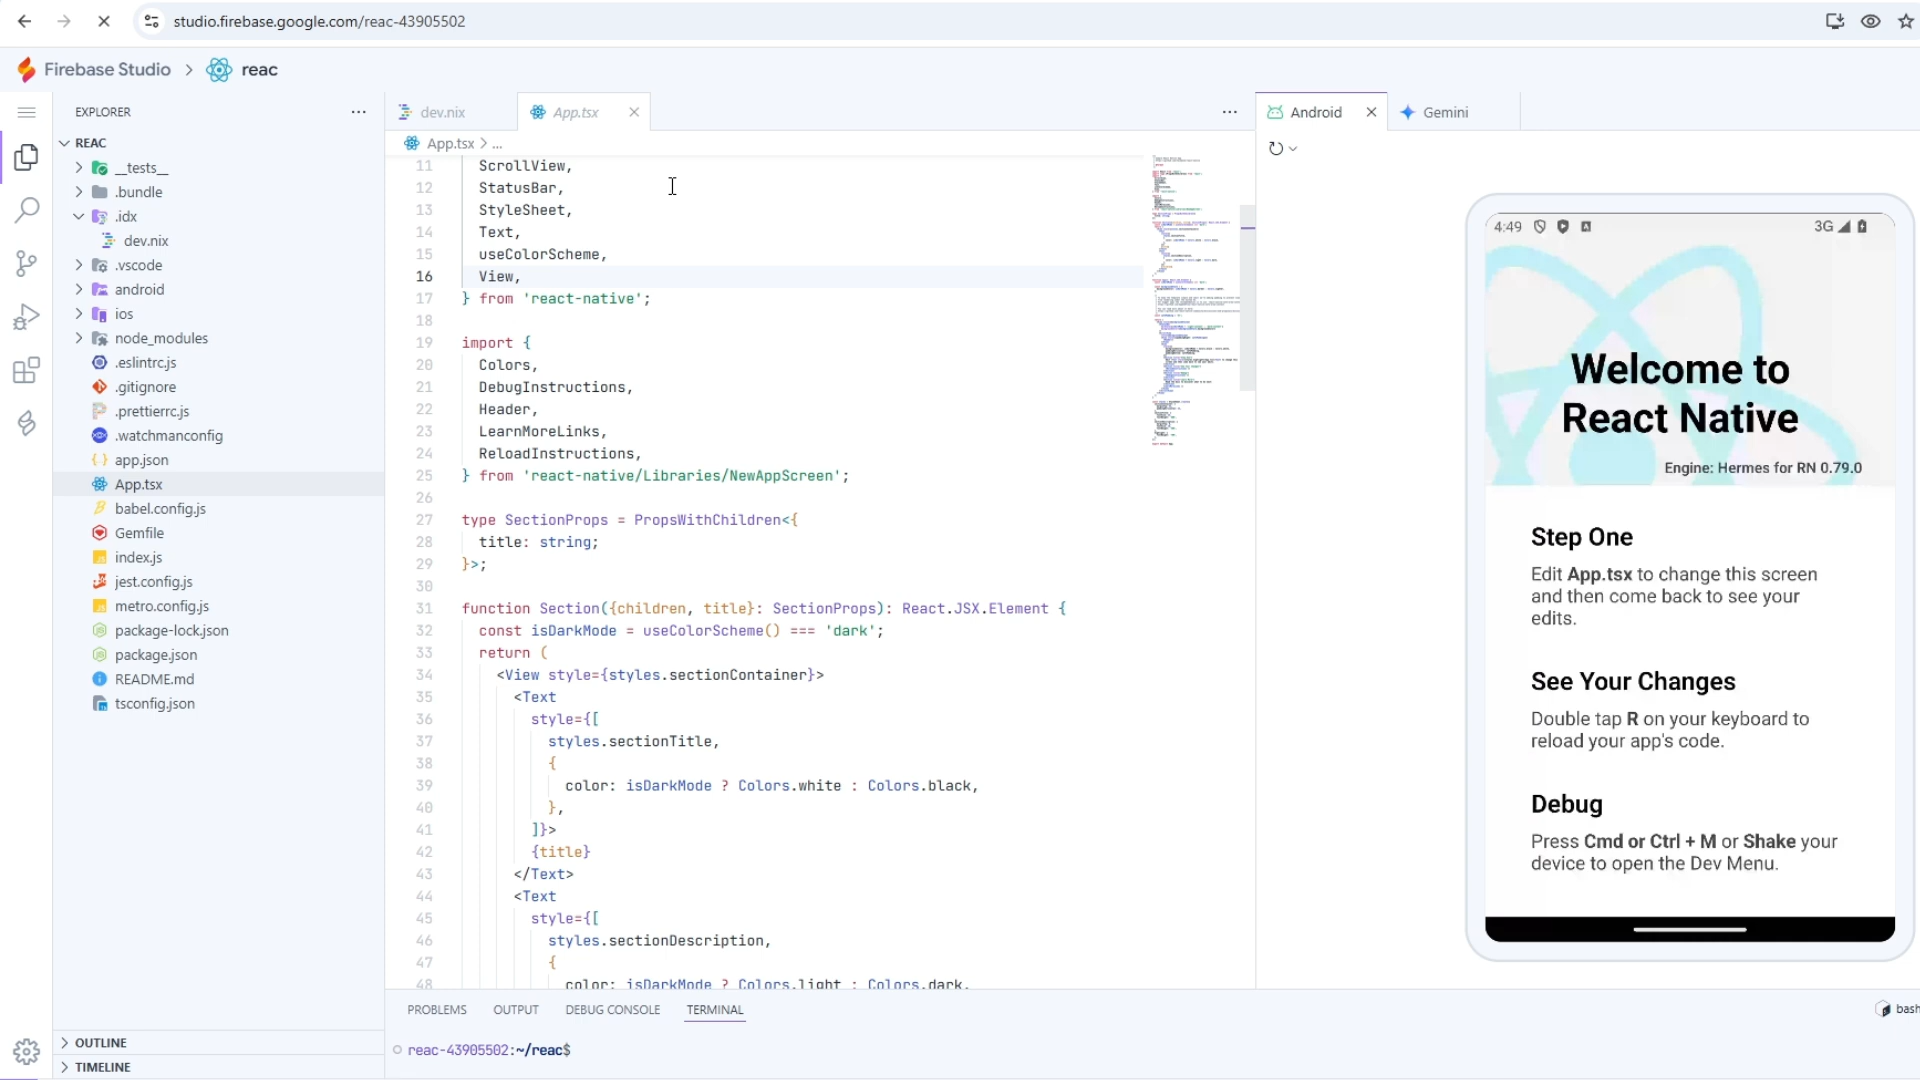 studio.firebase.google.com/reac-43905502
Firebase Studio > reac
EXPLORER
REAC
__tests__
.bundle
.idx
dev.nix
.vscode
android
ios
node_modules
.eslintrc.js
.gitignore
.prettierrc.js
.watchmanconfig
app.json
App.tsx
babel.config.js
Gemfile
index.js
jest.config.js
metro.config.js
package-lock.json
package.json
README.md
tsconfig.json
OUTLINE
TIMELINE
dev.nix
App.tsx
App.tsx > ...
11 ScrollView,
12 StatusBar,
13 StyleSheet,
14 Text,
15 useColorScheme,
16 View,
17 } from 'react-native';
18
19 import {
20 Colors,
21 DebugInstructions,
22 Header,
23 LearnMoreLinks,
24 ReloadInstructions,
25 } from 'react-native/Libraries/NewAppScreen';
26
27 type SectionProps = PropsWithChildren<{
28 title: string;
29 }>;
30
31 function Section({children, title}: SectionProps): React.JSX.Element {
32 const isDarkMode = useColorScheme() === 'dark';
33 return (
34 <View style={styles.sectionContainer}>
35 <Text
36 style={[
37 styles.sectionTitle,
38 {
39 color: isDarkMode ? Colors.white : Colors.black,
40 },
41 ]}>
42 {title}
43 </Text>
44 <Text
45 style={[
46 styles.sectionDescription,
47 {
48 color: isDarkMode ? Colors.light : Colors.dark,
PROBLEMS OUTPUT DEBUG CONSOLE TERMINAL
bash
reac-43905502:~/reac$
Android
Gemini
4:49
3G
Welcome to
React Native
Engine: Hermes for RN 0.79.0
Step One
Edit App.tsx to change this screen
and then come back to see your
edits.
See Your Changes
Double tap R on your keyboard to
reload your app's code.
Debug
Press Cmd or Ctrl + M or Shake your
device to open the Dev Menu.